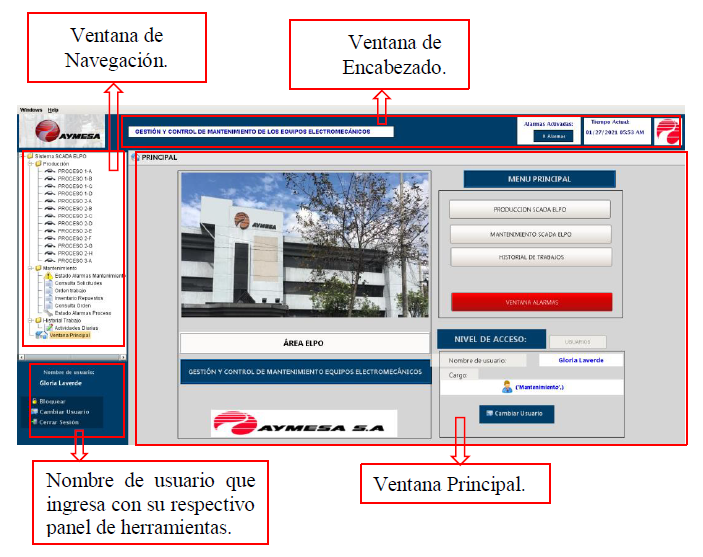 Ventana de
Navegación.
Ventana de
Encabezado.
Windows Help
AYMESA
GESTIÓN Y CONTROL DE MANTENIMIENTO DE LOS EQUIPOS ELECTROMECÁNICOS
Alarmas Activadas:
0 Alarmas
Tiempo Actual:
01/27/2021 05:53 AM
Sistema SCADA ELPO
Producción
PROCESO 1-A
PROCESO 1-B
PROCESO 1-C
PROCESO 1-D
PROCESO 2-A
PROCESO 2-B
PROCESO 2-C
PROCESO 2-D
PROCESO 2-E
PROCESO 2-F
PROCESO 2-G
PROCESO 2-H
PROCESO 3-A
Mantenimiento
Estado Alarmas Mantenimiento
Consulta Solicitudes
Orden trabajo
Inventario Repuestos
Consulta Orden
Estado Alarmas Proceso
Historial Trabajo
Actividades Diarias
Ventana Principal
PRINCIPAL
AYMESA
ÁREA ELPO
GESTIÓN Y CONTROL DE MANTENIMIENTO EQUIPOS ELECTROMECÁNICOS
AYMESA S.A
MENU PRINCIPAL
PRODUCCION SCADA ELPO
MANTENIMIENTO SCADA ELPO
HISTORIAL DE TRABAJOS
VENTANA ALARMAS
NIVEL DE ACCESO:
USUARIOS
Nombre de usuario:
Gloria Laverde
Cargo:
('Mantenimiento',)
Cambiar Usuario
Nombre de usuario:
Gloria Laverde
Bloquear
Cambiar Usuario
Cerrar Sesión
Nombre de usuario que
ingresa con su respectivo
panel de herramientas.
Ventana Principal.